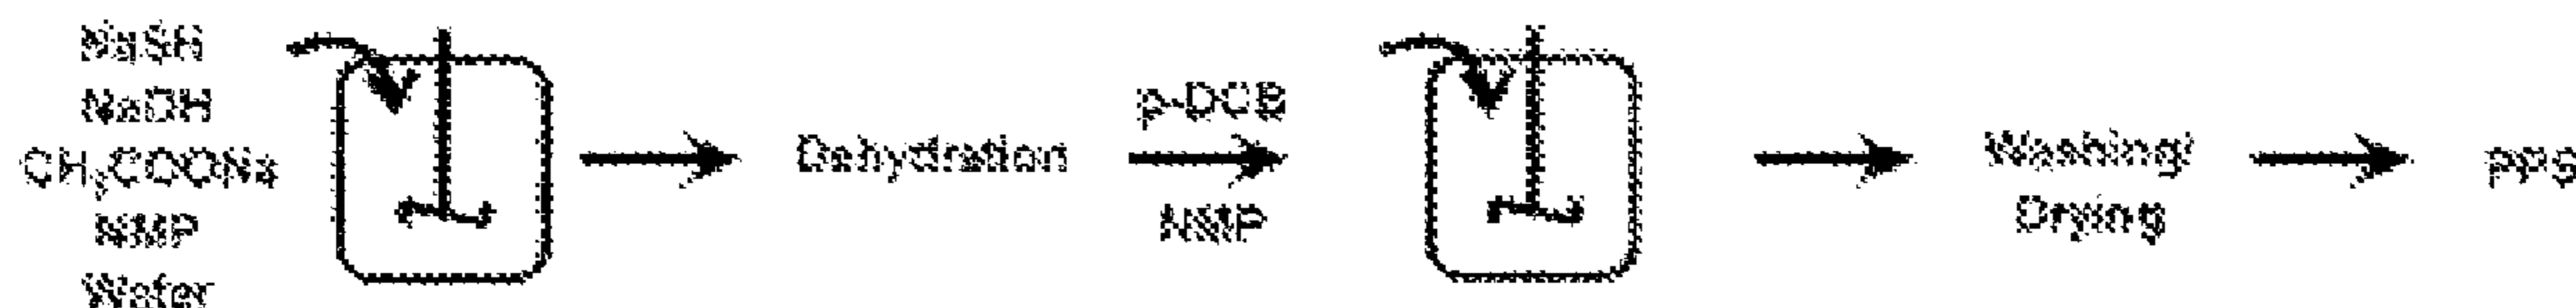 NaSH
NaOH
CH₃COONa
NMP
Water
Dehydration
p-DCB
NMP
Washing/
Drying
PPS